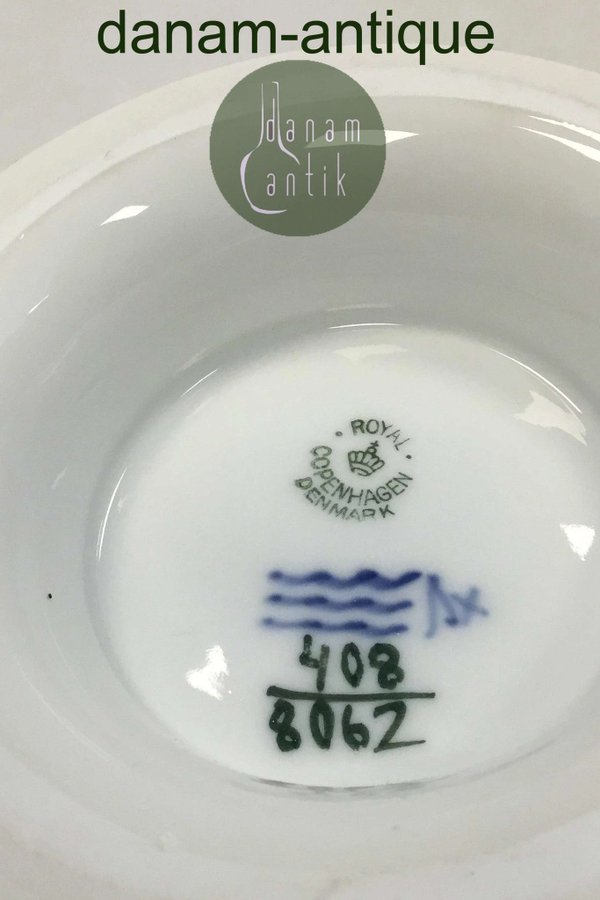 danam-antique
danam
antik
ROYAL
COPENHAGEN
DENMARK
408
8062